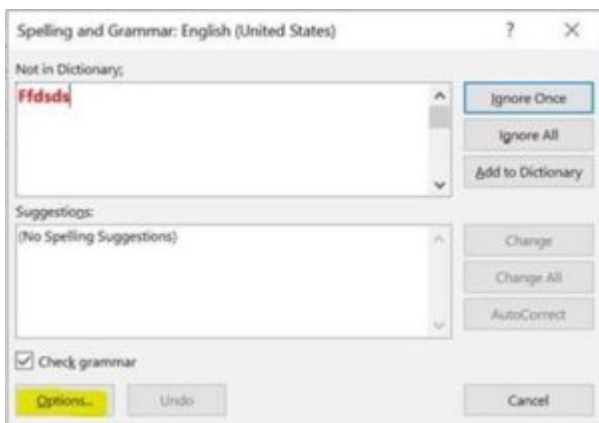 Spelling and Grammar: English (United States) ?
Not in Dictionary:
Ffdsds
Ignore Once
Ignore All
Add to Dictionary
Suggestions:
(No Spelling Suggestions)
Change
Change All
AutoCorrect
Check grammar
Options... Undo Cancel